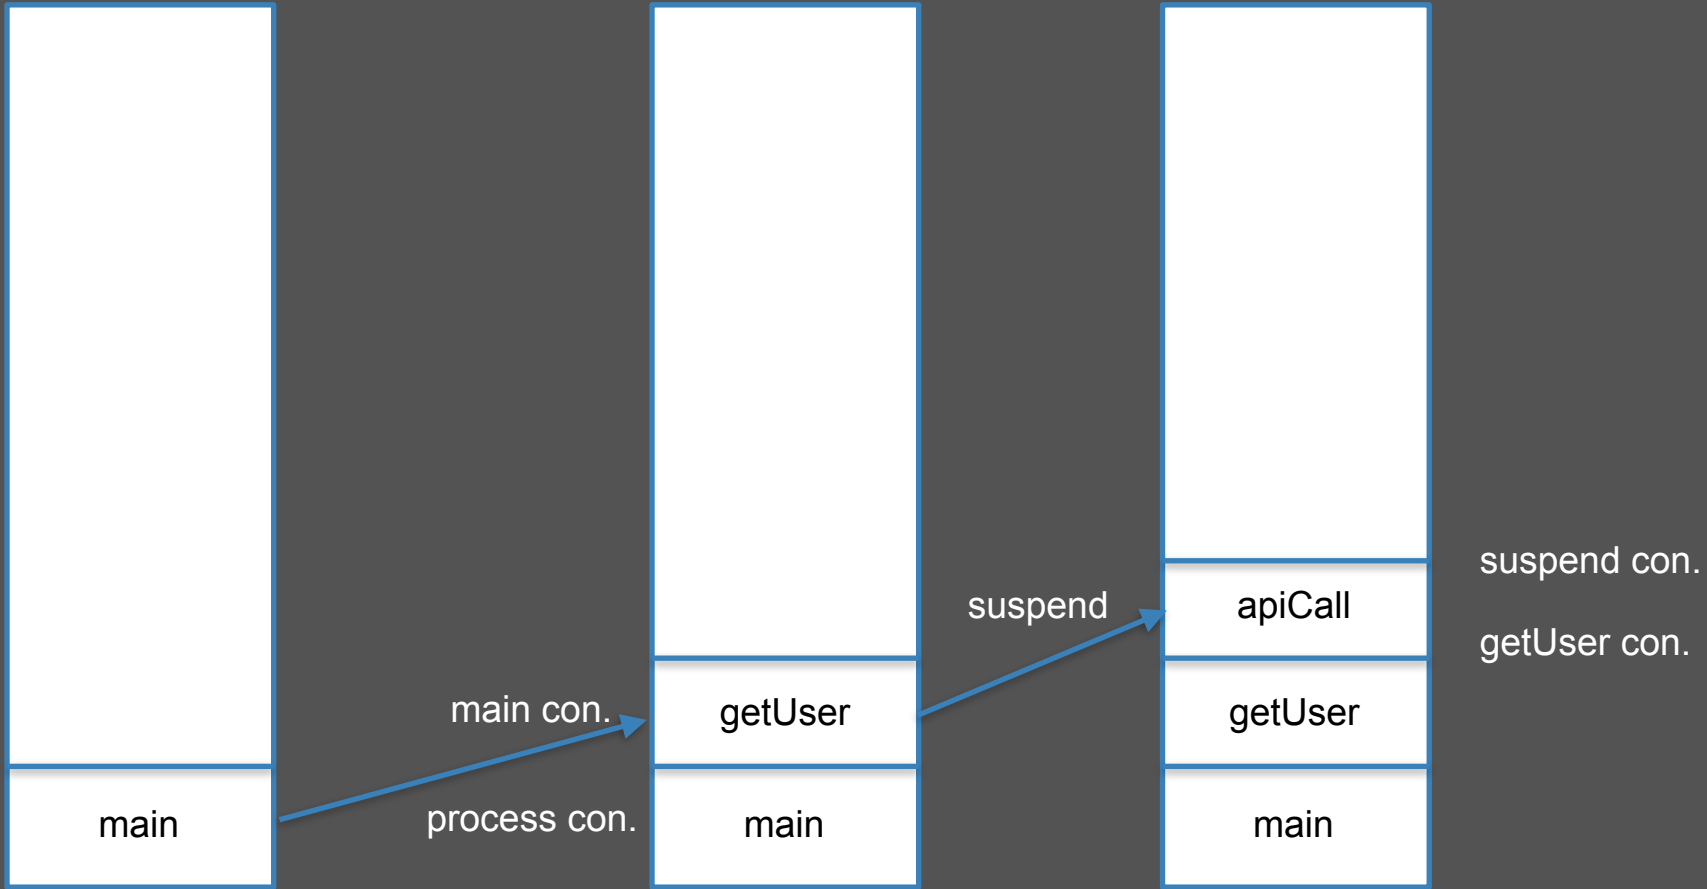 main
main con.
process con.
getUser
main
suspend
apiCall
getUser
main
suspend con.
getUser con.